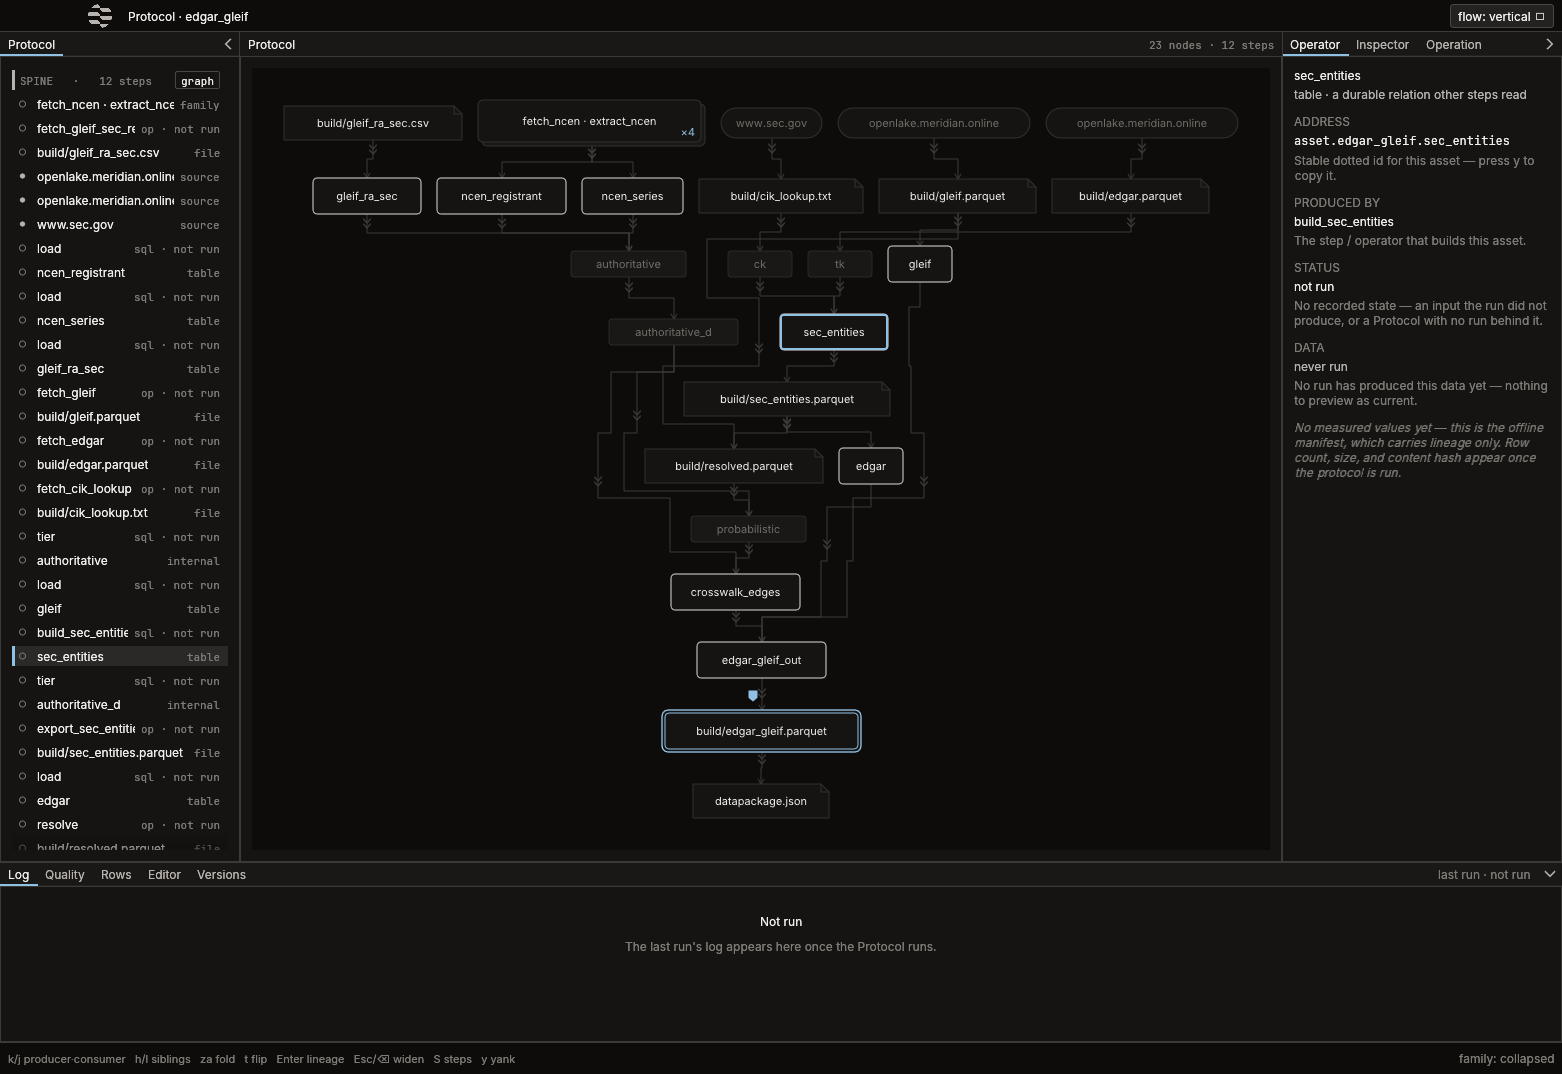 Protocol · edgar_gleif
flow: vertical
Protocol
SPINE · 12 steps graph
fetch_ncen · extract_nce family
fetch_gleif_sec_re op · not run
build/gleif_ra_sec.csv file
openlake.meridian.online source
openlake.meridian.online source
www.sec.gov source
load sql · not run
ncen_registrant table
load sql · not run
ncen_series table
load sql · not run
gleif_ra_sec table
fetch_gleif op · not run
build/gleif.parquet file
fetch_edgar op · not run
build/edgar.parquet file
fetch_cik_lookup op · not run
build/cik_lookup.txt file
tier sql · not run
authoritative internal
load sql · not run
gleif table
build_sec_entitie sql · not run
sec_entities table
tier sql · not run
authoritative_d internal
export_sec_entitie op · not run
build/sec_entities.parquet file
load sql · not run
edgar table
resolve op · not run
build/resolved.parquet file
Protocol
23 nodes · 12 steps
build/gleif_ra_sec.csv
fetch_ncen · extract_ncen
×4
www.sec.gov
openlake.meridian.online
openlake.meridian.online
gleif_ra_sec
ncen_registrant
ncen_series
build/cik_lookup.txt
build/gleif.parquet
build/edgar.parquet
authoritative
ck
tk
gleif
authoritative_d
sec_entities
build/sec_entities.parquet
build/resolved.parquet
edgar
probabilistic
crosswalk_edges
edgar_gleif_out
build/edgar_gleif.parquet
datapackage.json
Operator Inspector Operation
sec_entities
table · a durable relation other steps read
ADDRESS
asset.edgar_gleif.sec_entities
Stable dotted id for this asset — press y to
copy it.
PRODUCED BY
build_sec_entities
The step / operator that builds this asset.
STATUS
not run
No recorded state — an input the run did not
produce, or a Protocol with no run behind it.
DATA
never run
No run has produced this data yet — nothing
to preview as current.
No measured values yet — this is the offline
manifest, which carries lineage only. Row
count, size, and content hash appear once
the protocol is run.
Log Quality Rows Editor Versions
last run · not run
Not run
The last run's log appears here once the Protocol runs.
k/j producer·consumer h/l siblings za fold t flip Enter lineage Esc/⌫ widen S steps y yank
family: collapsed